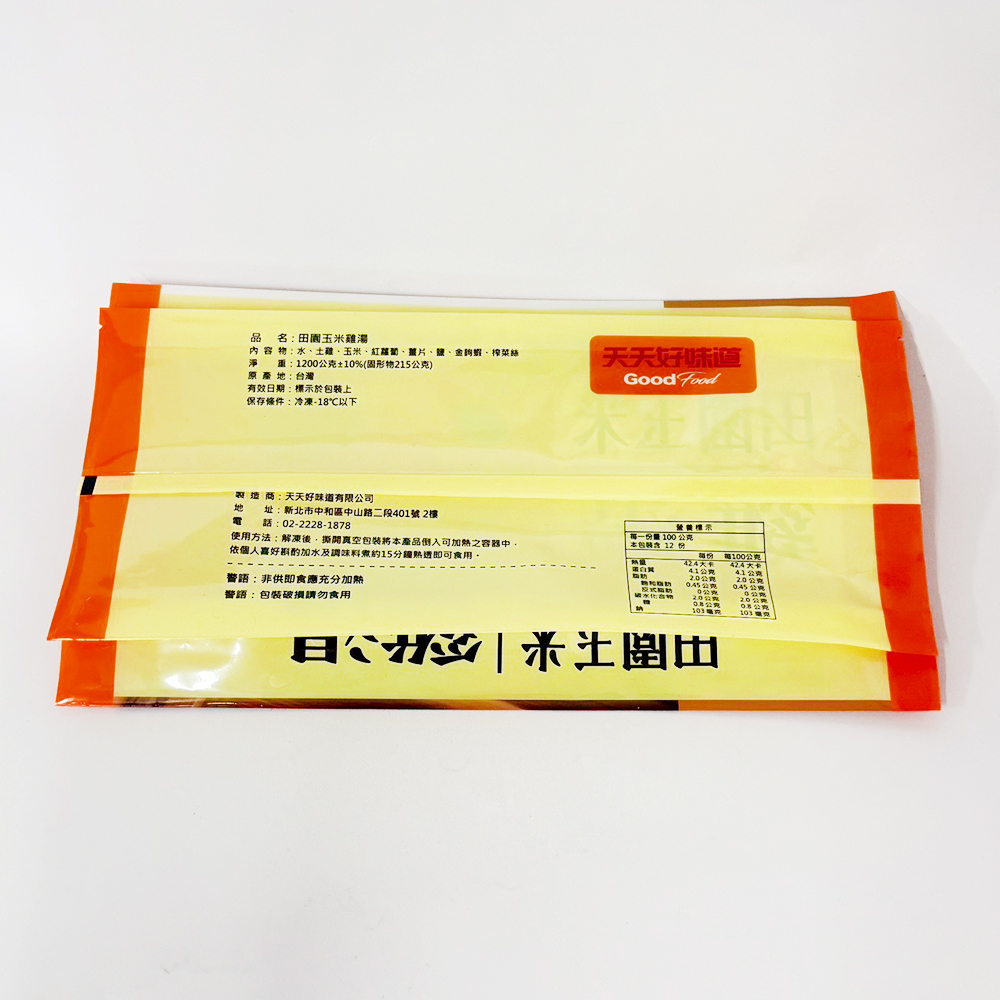 品 名：田園玉米雞湯
內 容 物：水、土雞、玉米、紅蘿蔔、薑片、鹽、金鉤蝦、榨菜絲
淨 重：1200公克±10%(固形物215公克)
原 產 地：台灣
有效日期：標示於包裝上
保存條件：冷凍-18℃以下
天天好味道
Good Food
製 造 商：天天好味道有限公司
地 址：新北市中和區中山路二段401號 2樓
電 話：02-2228-1878
使用方法：解凍後，撕開真空包裝將本產品倒入可加熱之容器中，
依個人喜好斟酌加水及調味料煮約15分鐘熟透即可食用。
警語：非供即食應充分加熱
警語：包裝破損請勿食用
營養標示
每一份量 100 公克
本包裝含 12 份
每份 每100公克
熱量 42.4 大卡 42.4 大卡
蛋白質 4.1 公克 4.1 公克
脂肪 2.0 公克 2.0 公克
飽和脂肪 0.45 公克 0.45 公克
反式脂肪 0 公克 0 公克
碳水化合物 2.0 公克 2.0 公克
糖 0.8 公克 0.8 公克
鈉 103 毫克 103 毫克
田園玉米